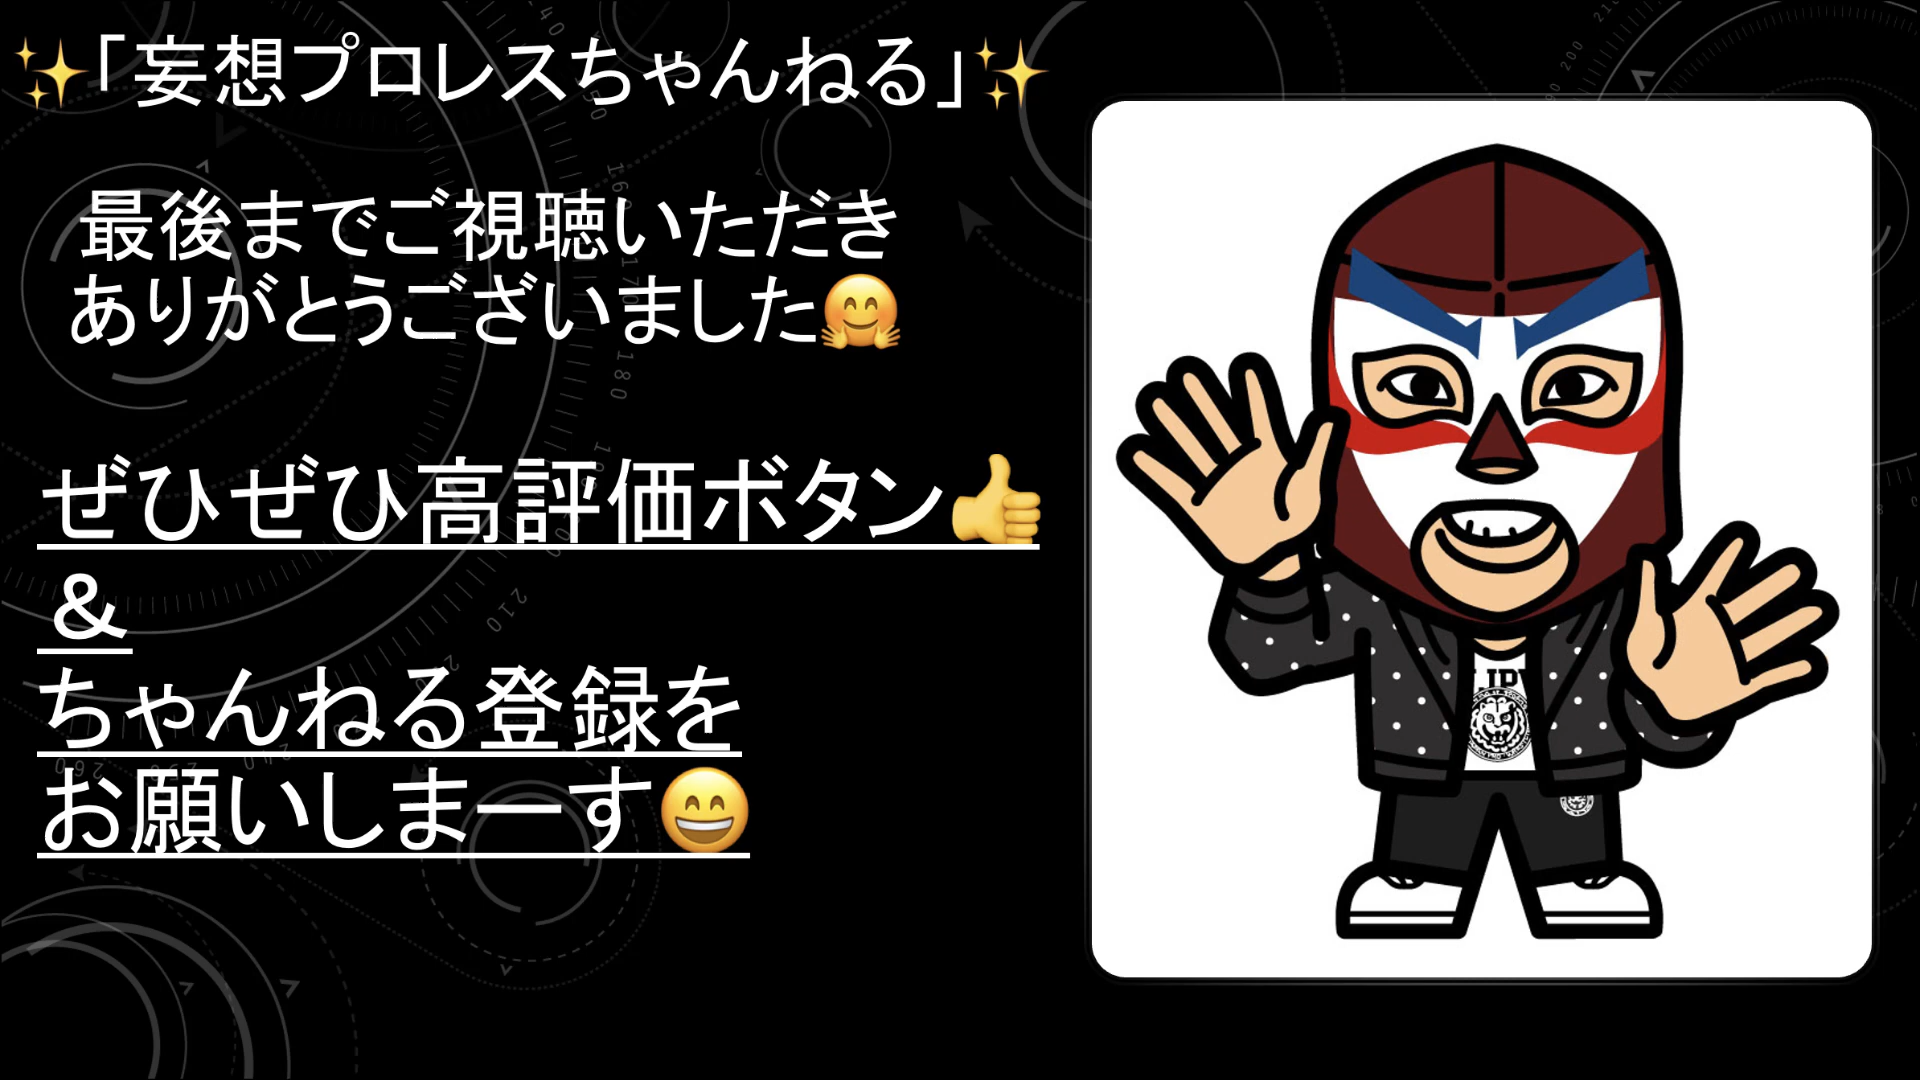 ✨「妄想プロレスちゃんねる」✨
最後までご視聴いただき
ありがとうございました🤗
ぜひぜひ高評価ボタン👍
&
ちゃんねる登録を
お願いしまーす😄